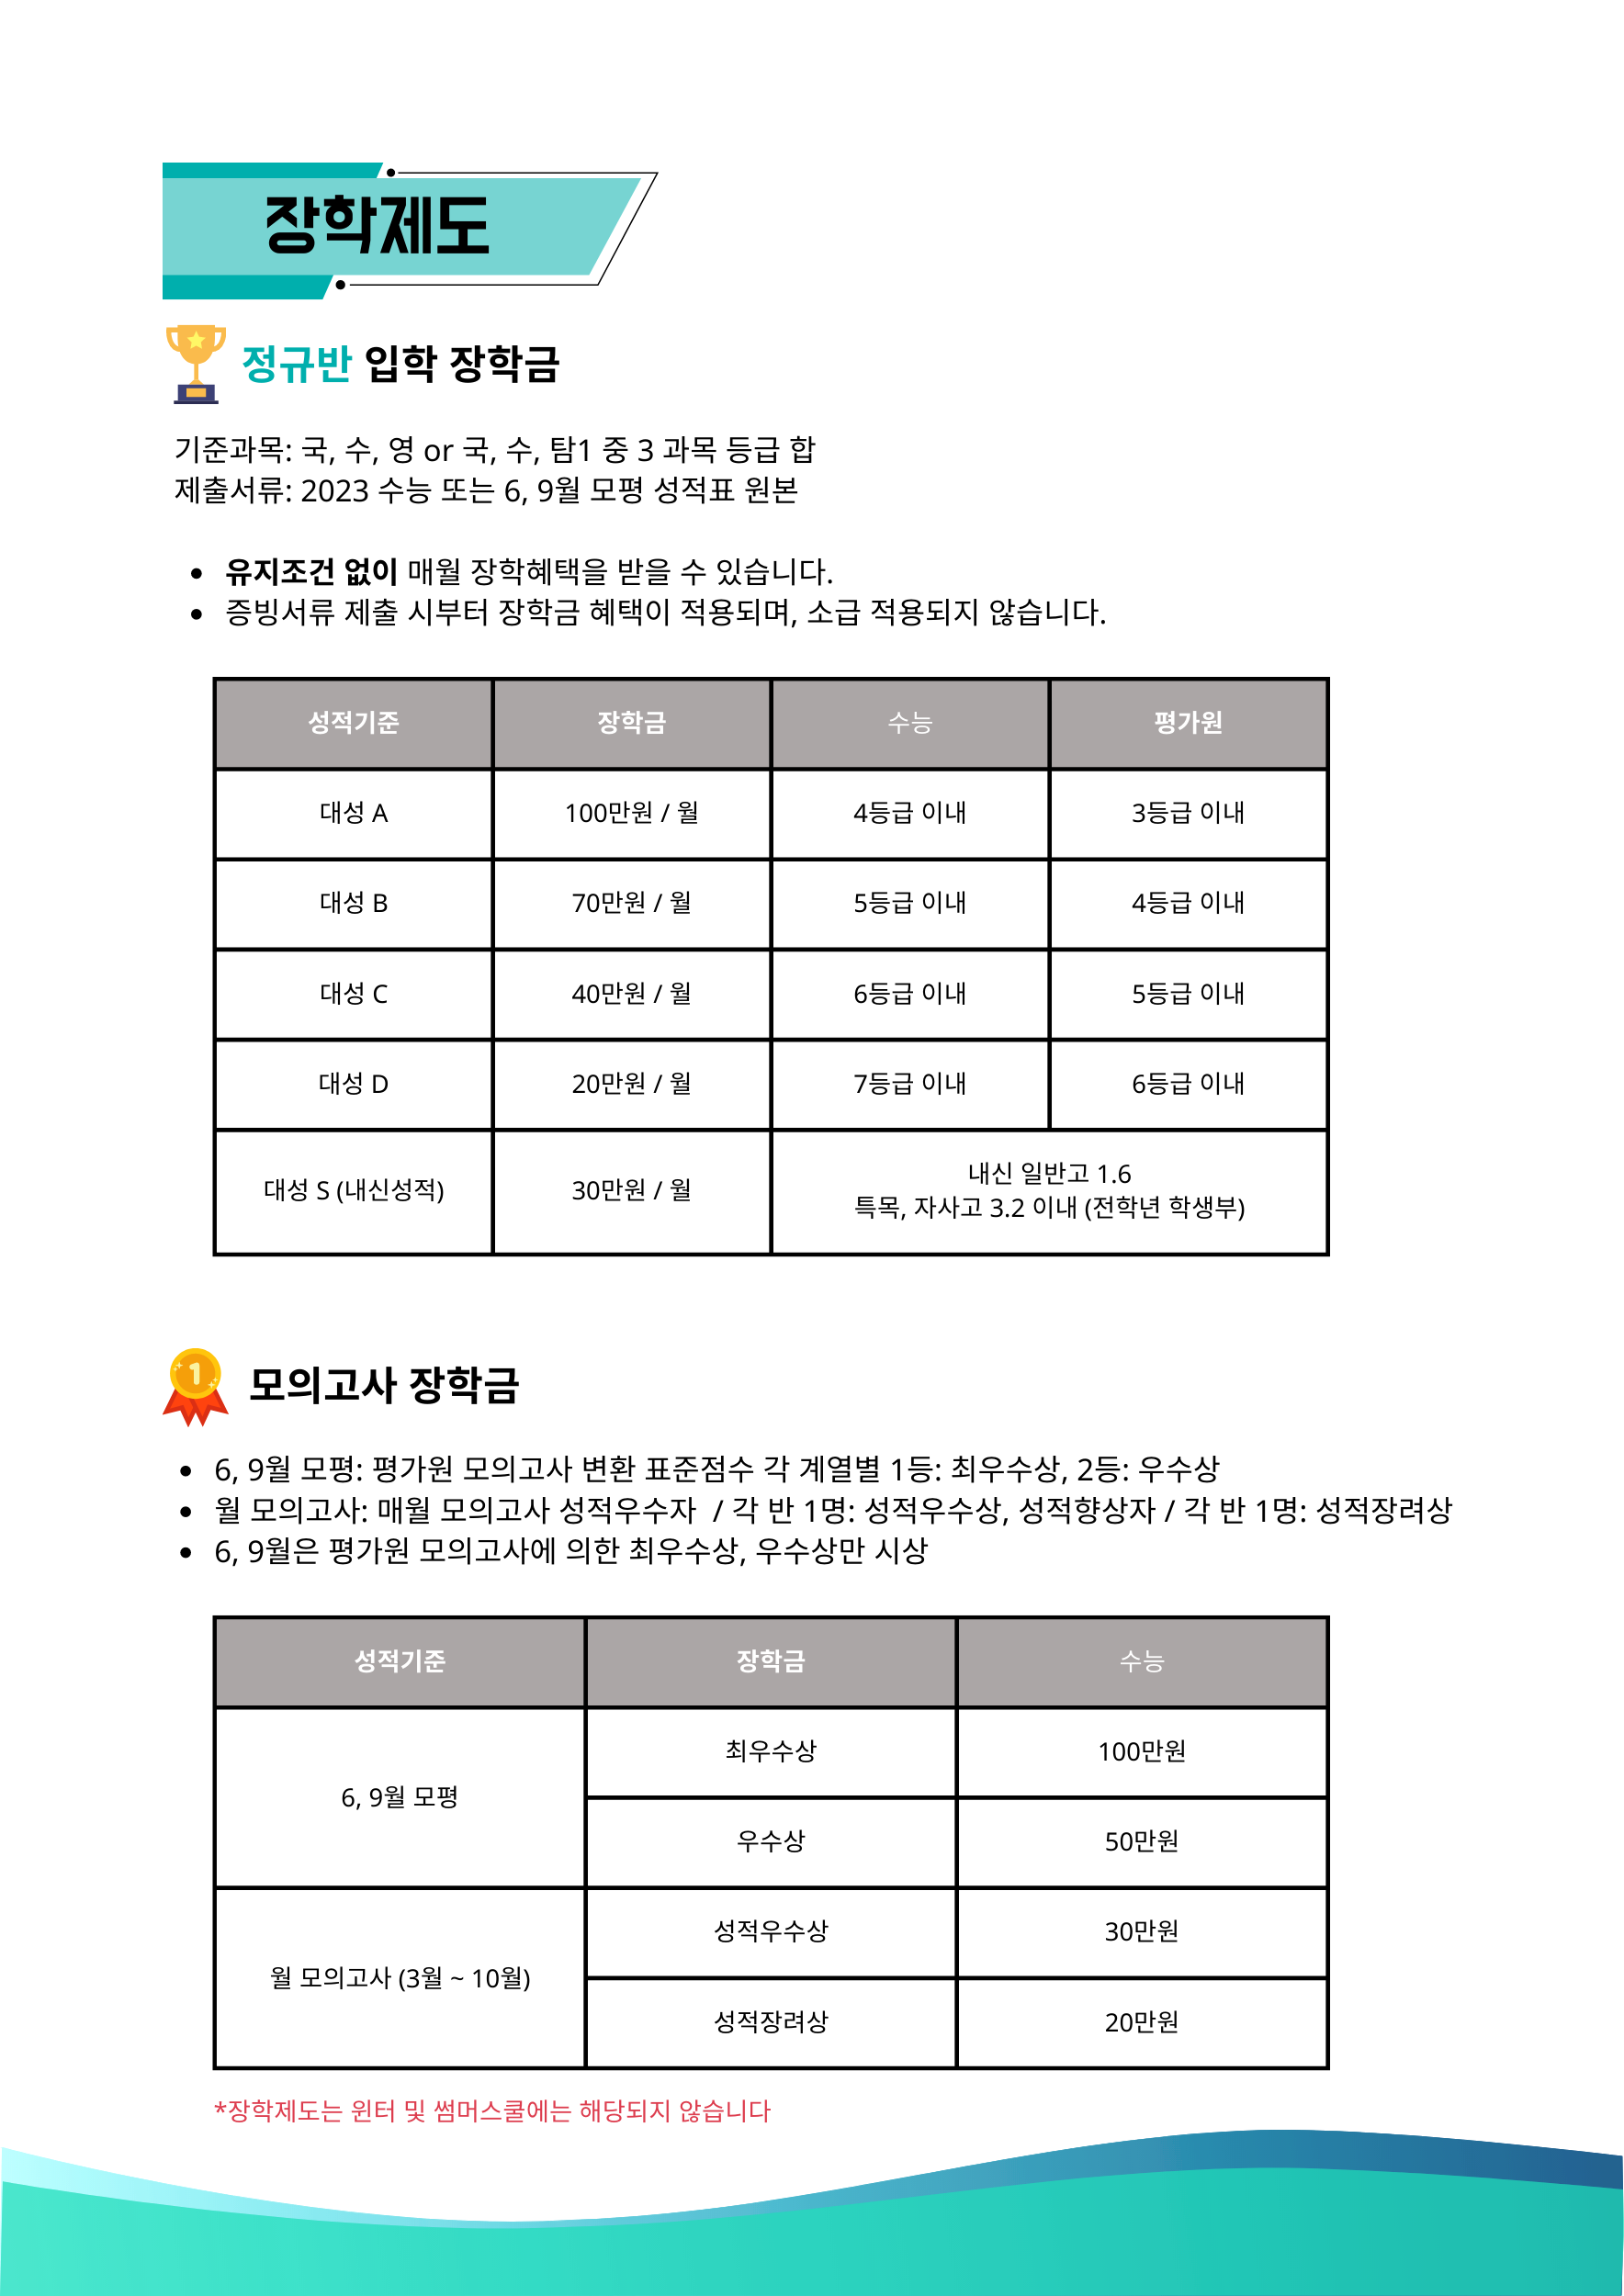 장학제도
정규반 입학 장학금
기준과목: 국, 수, 영 or 국, 수, 탐1 중 3 과목 등급 합
제출서류: 2023 수능 또는 6, 9월 모평 성적표 원본
• 유지조건 없이 매월 장학혜택을 받을 수 있습니다.
• 증빙서류 제출 시부터 장학금 혜택이 적용되며, 소급 적용되지 않습니다.
성적기준 장학금 수능 평가원
대성 A 100만원 / 월 4등급 이내 3등급 이내
대성 B 70만원 / 월 5등급 이내 4등급 이내
대성 C 40만원 / 월 6등급 이내 5등급 이내
대성 D 20만원 / 월 7등급 이내 6등급 이내
대성 S (내신성적) 30만원 / 월 내신 일반고 1.6
특목, 자사고 3.2 이내 (전학년 학생부)
1
모의고사 장학금
• 6, 9월 모평: 평가원 모의고사 변환 표준점수 각 계열별 1등: 최우수상, 2등: 우수상
• 월 모의고사: 매월 모의고사 성적우수자 / 각 반 1명: 성적우수상, 성적향상자 / 각 반 1명: 성적장려상
• 6, 9월은 평가원 모의고사에 의한 최우수상, 우수상만 시상
성적기준 장학금 수능
6, 9월 모평 최우수상 100만원
우수상 50만원
월 모의고사 (3월 ~ 10월) 성적우수상 30만원
성적장려상 20만원
*장학제도는 윈터 및 썸머스쿨에는 해당되지 않습니다